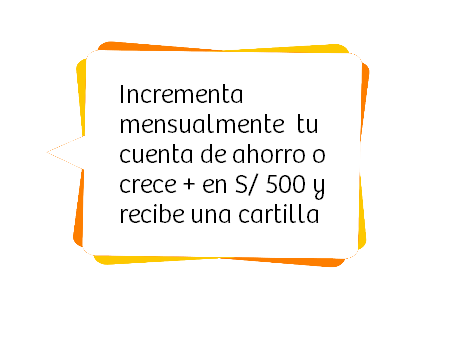 Incrementa
mensualmente tu
cuenta de ahorro o
crece + en S/ 500 y
recibe una cartilla